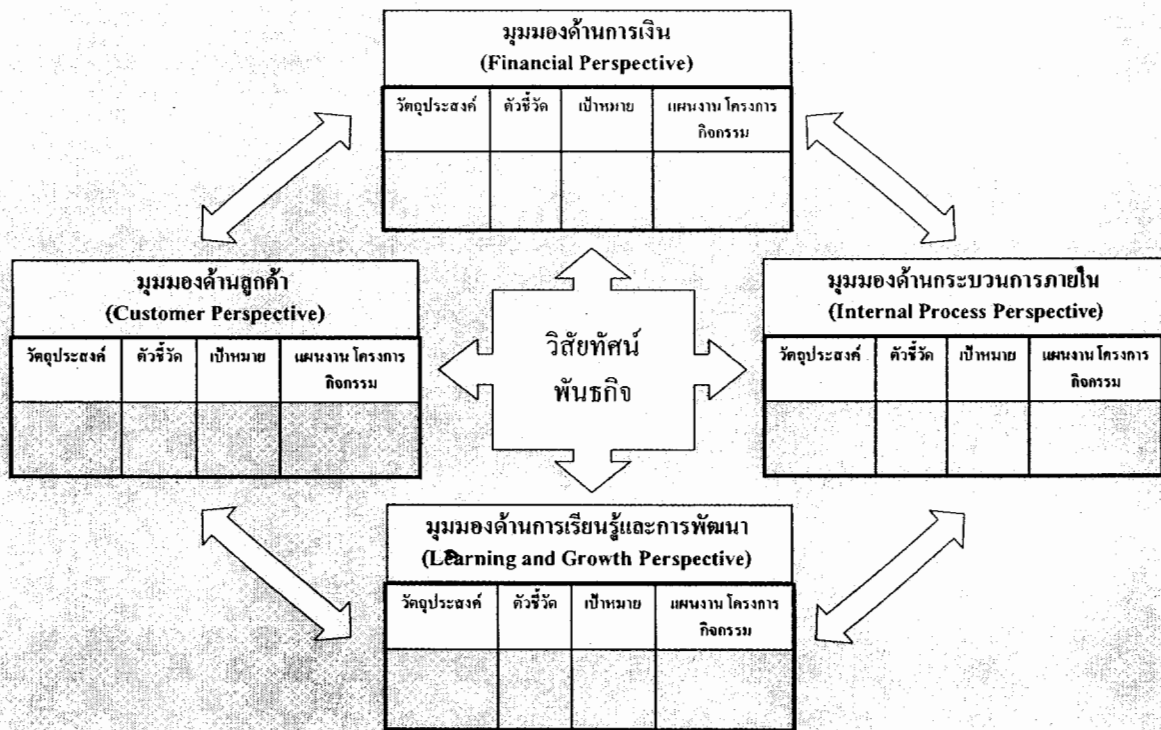 มุมมองด้านการเงิน
(Financial Perspective)
วัตถุประสงค์ ตัวชี้วัด เป้าหมาย แผนงาน โครงการ
กิจกรรม
มุมมองด้านลูกค้า
(Customer Perspective)
วัตถุประสงค์ ตัวชี้วัด เป้าหมาย แผนงาน โครงการ
กิจกรรม
วิสัยทัศน์
พันธกิจ
มุมมองด้านกระบวนการภายใน
(Internal Process Perspective)
วัตถุประสงค์ ตัวชี้วัด เป้าหมาย แผนงาน โครงการ
กิจกรรม
มุมมองด้านการเรียนรู้และการพัฒนา
(Learning and Growth Perspective)
วัตถุประสงค์ ตัวชี้วัด เป้าหมาย แผนงาน โครงการ
กิจกรรม